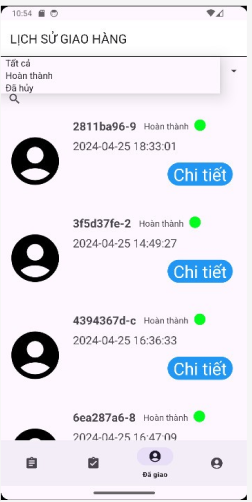 10:54
LỊCH SỬ GIAO HÀNG
Tất cả
Hoàn thành
Đã hủy
2811ba96-9 Hoàn thành
2024-04-25 18:33:01
Chi tiết
3f5d37fe-2 Hoàn thành
2024-04-25 14:49:27
Chi tiết
4394367d-c Hoàn thành
2024-04-25 16:36:33
Chi tiết
6ea287a6-8 Hoàn thành
2024-04-25 16:47:09
Đã giao